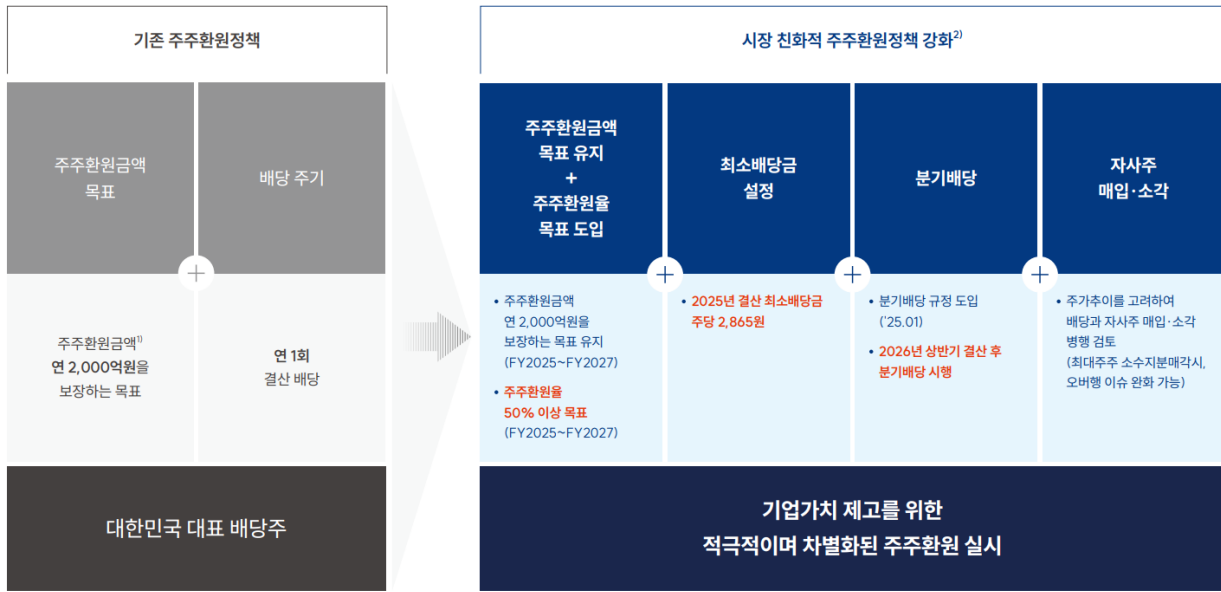 기존 주주환원정책
주주환원금액
목표
배당 주기
주주환원금액1)
연 2,000억원을
보장하는 목표
연 1회
결산 배당
대한민국 대표 배당주
시장 친화적 주주환원정책 강화2)
주주환원금액
목표 유지
+
주주환원율
목표 도입
최소배당금
설정
분기배당
자사주
매입·소각
• 주주환원금액
연 2,000억원을
보장하는 목표 유지
(FY2025~FY2027)
• 주주환원율
50% 이상 목표
(FY2025~FY2027)
• 2025년 결산 최소배당금
주당 2,865원
• 분기배당 규정 도입
('25.01)
• 2026년 상반기 결산 후
분기배당 시행
• 주가추이를 고려하여
배당과 자사주 매입·소각
병행 검토
(최대주주 소수지분매각시,
오버행 이슈 완화 가능)
기업가치 제고를 위한
적극적이며 차별화된 주주환원 실시